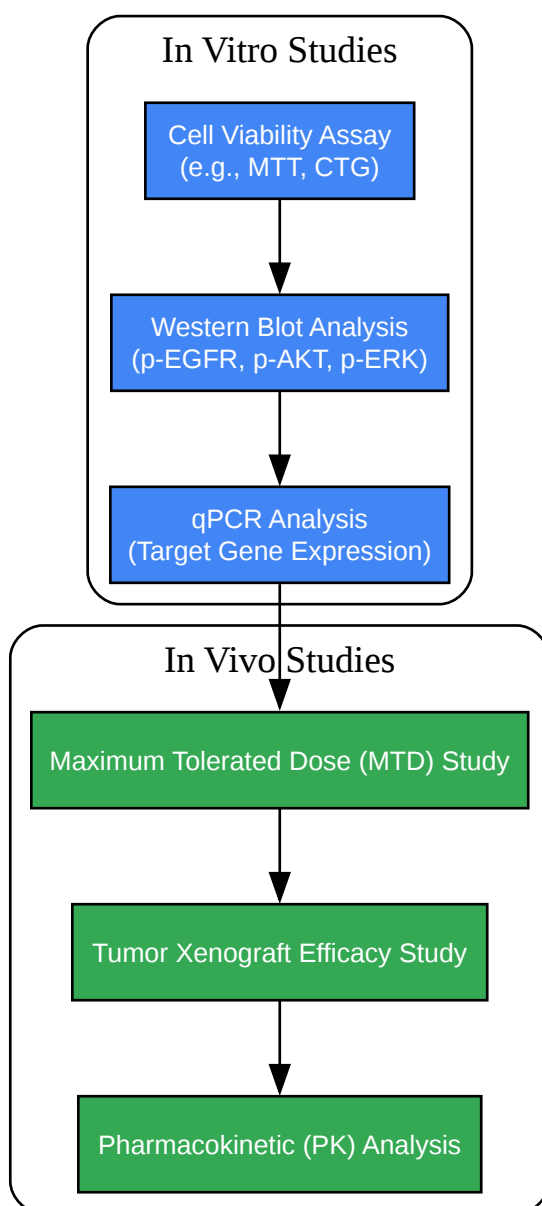 In Vitro Studies
Cell Viability Assay
(e.g., MTT, CTG)
Western Blot Analysis
(p-EGFR, p-AKT, p-ERK)
qPCR Analysis
(Target Gene Expression)
In Vivo Studies
Maximum Tolerated Dose (MTD) Study
Tumor Xenograft Efficacy Study
Pharmacokinetic (PK) Analysis